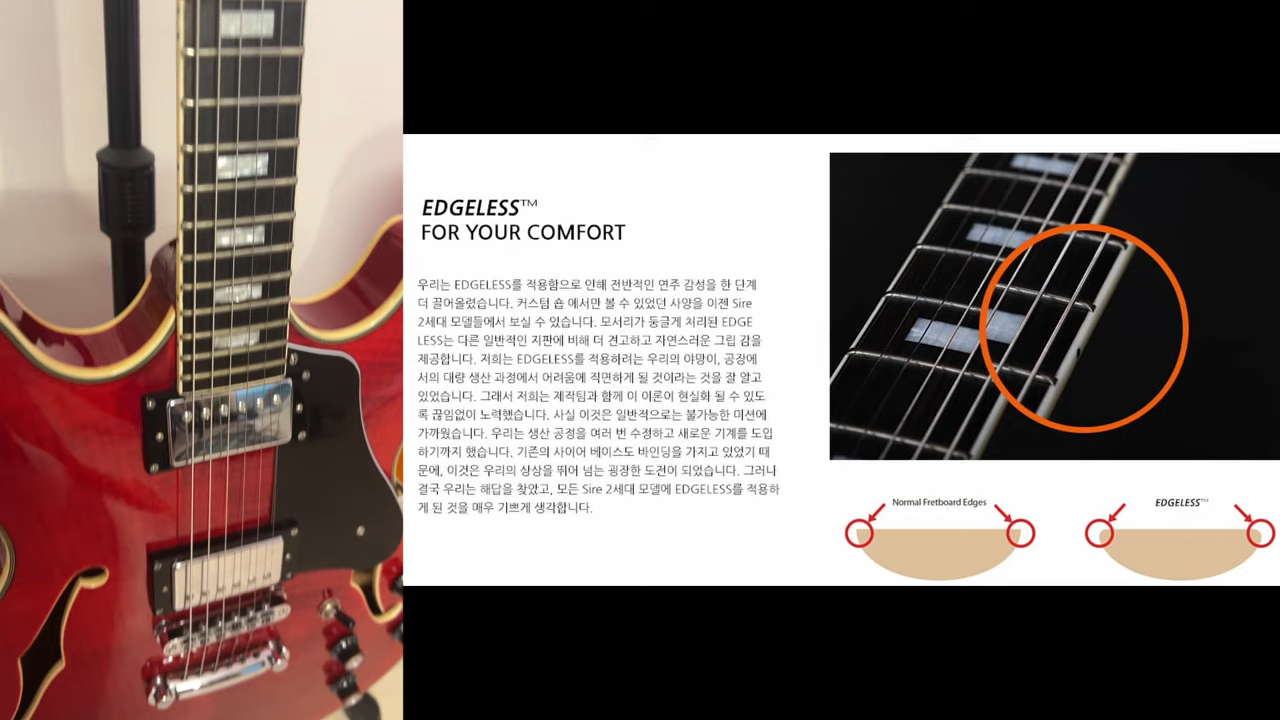 EDGELESS™
FOR YOUR COMFORT
우리는 EDGELESS를 적용함으로 인해 전반적인 연주 감성을 한 단계
더 끌어올렸습니다. 커스텀 숍 에서만 볼 수 있었던 사양을 이젠 Sire
2세대 모델들에서 보실 수 있습니다. 모서리가 둥글게 처리된 EDGE
LESS는 다른 일반적인 지판에 비해 더 견고하고 자연스러운 그립 감을
제공합니다. 저희는 EDGELESS를 적용하려는 우리의 야망이, 공장에
서의 대량 생산 과정에서 어려움에 직면하게 될 것이라는 것을 잘 알고
있었습니다. 그래서 저희는 제작팀과 함께 이 이론이 현실화 될 수 있도
록 끊임없이 노력했습니다. 사실 이것은 일반적으로는 불가능한 미션에
가까웠습니다. 우리는 생산 공정을 여러 번 수정하고 새로운 기계를 도입
하기까지 했습니다. 기존의 사이어 베이스도 바인딩을 가지고 있었기 때
문에, 이것은 우리의 상상을 뛰어 넘는 굉장한 도전이 되었습니다. 그러나
결국 우리는 해답을 찾았고, 모든 Sire 2세대 모델에 EDGELESS를 적용하
게 된 것을 매우 기쁘게 생각합니다.
Normal Fretboard Edges
EDGELESS™